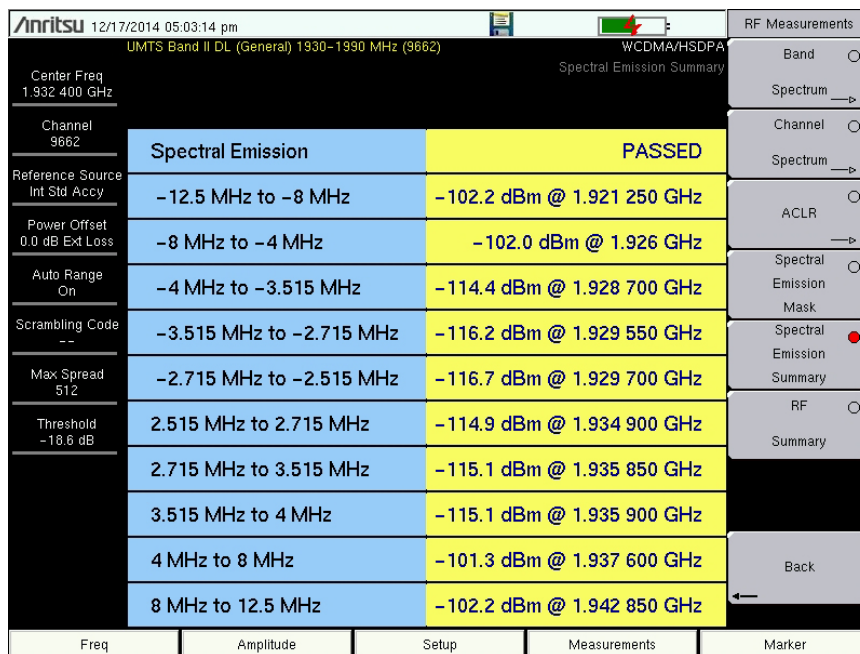 Anritsu 12/17/2014 05:03:14 pm
UMTS Band II DL (General) 1930-1990 MHz (9662)
WCDMA/HSDPA
Spectral Emission Summary
Center Freq
1.932 400 GHz
Channel
9662
Reference Source
Int Std Accy
Power Offset
0.0 dB Ext Loss
Auto Range
On
Scrambling Code
--
Max Spread
512
Threshold
-18.6 dB
Spectral Emission PASSED
-12.5 MHz to -8 MHz -102.2 dBm @ 1.921 250 GHz
-8 MHz to -4 MHz -102.0 dBm @ 1.926 GHz
-4 MHz to -3.515 MHz -114.4 dBm @ 1.928 700 GHz
-3.515 MHz to -2.715 MHz -116.2 dBm @ 1.929 550 GHz
-2.715 MHz to -2.515 MHz -116.7 dBm @ 1.929 700 GHz
2.515 MHz to 2.715 MHz -114.9 dBm @ 1.934 900 GHz
2.715 MHz to 3.515 MHz -115.1 dBm @ 1.935 850 GHz
3.515 MHz to 4 MHz -115.1 dBm @ 1.935 900 GHz
4 MHz to 8 MHz -101.3 dBm @ 1.937 600 GHz
8 MHz to 12.5 MHz -102.2 dBm @ 1.942 850 GHz
RF Measurements
Band
Spectrum
Channel
Spectrum
ACLR
Spectral
Emission
Mask
Spectral
Emission
Summary
RF
Summary
Back
Freq Amplitude Setup Measurements Marker